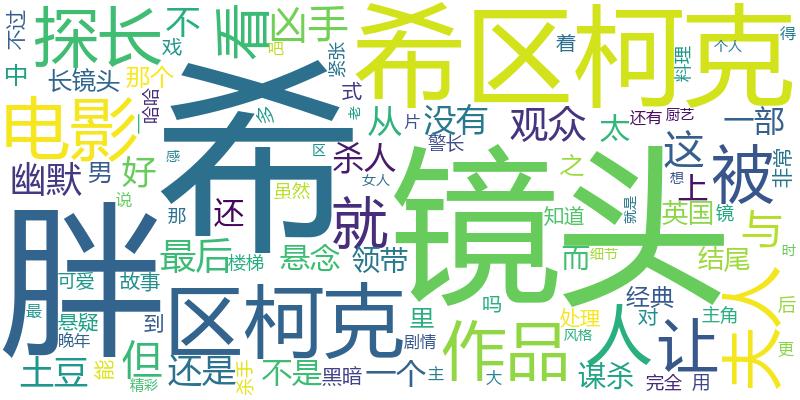 不过
探长
看
不
戏
凶手
吧
紧张
希区柯克
着
料理
个人
得
中
长镜头
那个
哈哈
式
多
老
希
电影
一
从
片
没有
观众
太
还有
厨艺
一部
警长
幽默
男
好
感
杀人
区
女人
之
这
想
被
非常
上
说
那
还
虽然
就
镜头
知道
就是
英国
镜
与
胖
最后
楼梯
悬念
领带
而
细节
结尾
时
可爱
故事
区柯克
里
吗
处理
风格
经典
对
主角
夫人
后
最
悬疑
到
晚年
剧情
作品
人
让
更
土豆
能
但
精彩
还是
杀手
不是
黑暗
一个
主
大
谋杀
完全
用